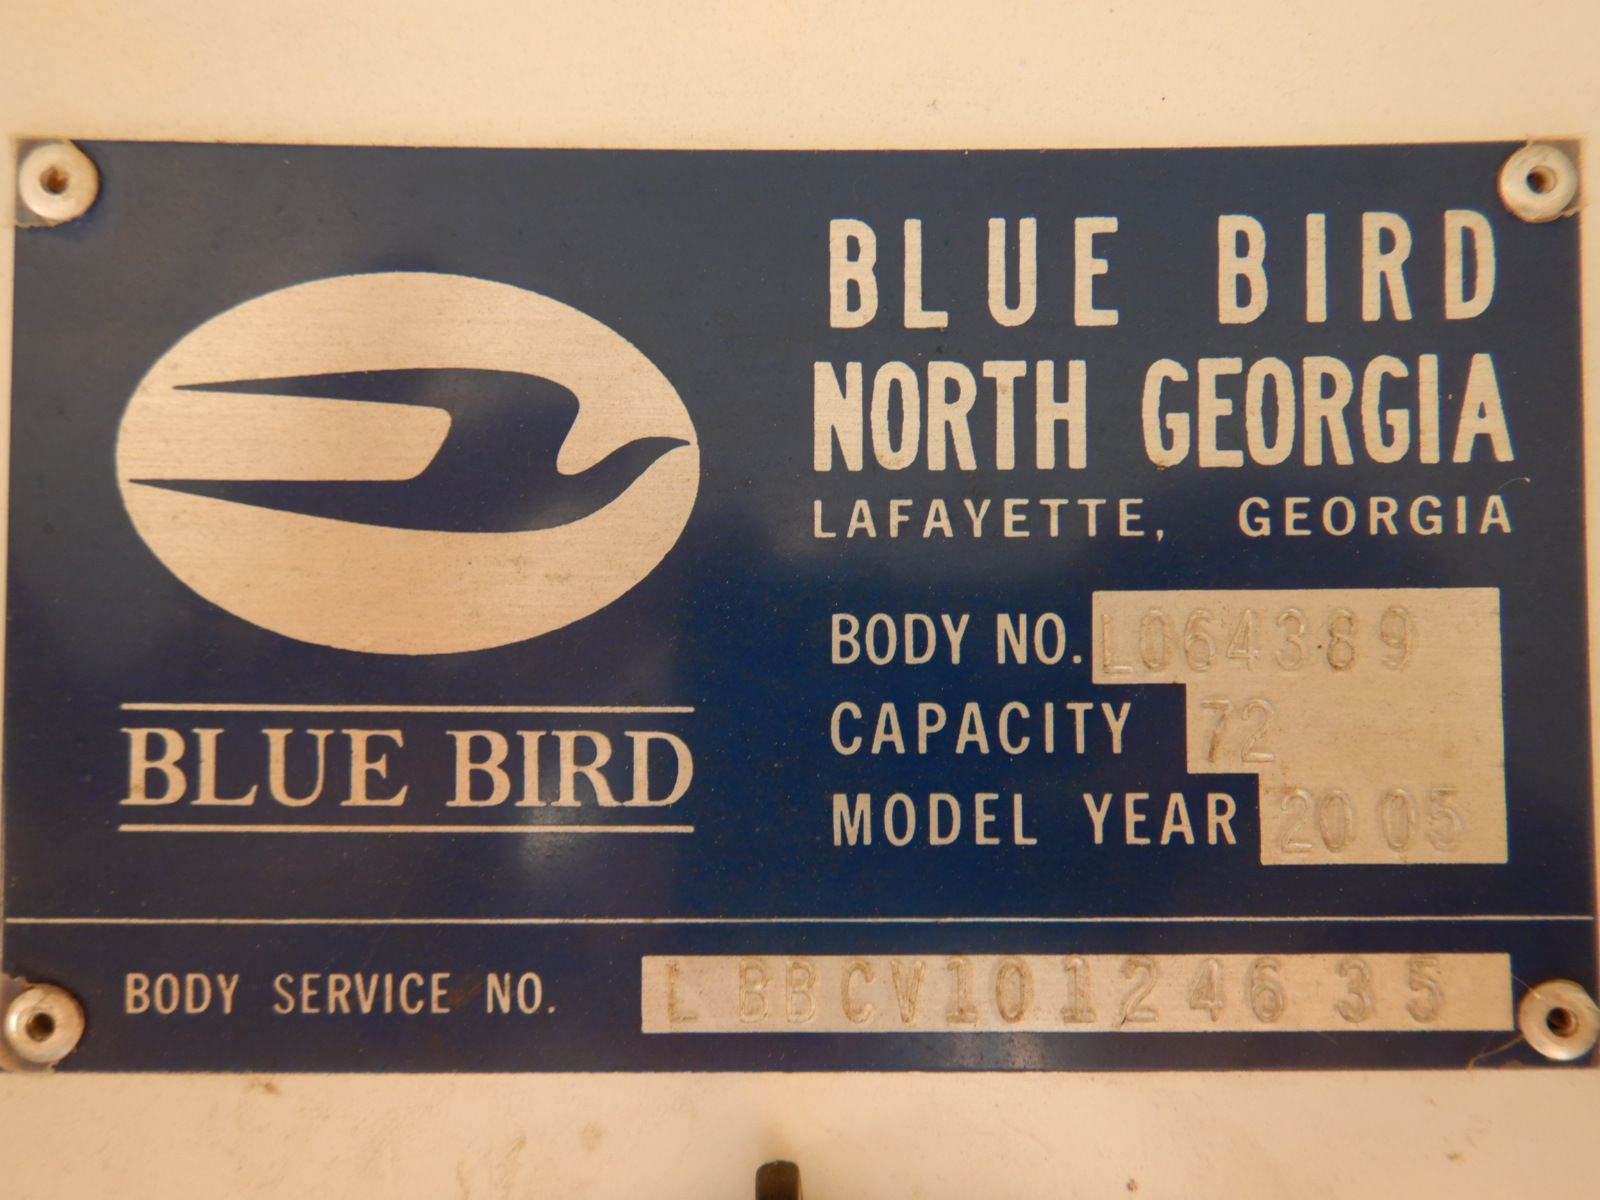 BLUE BIRD
NORTH GEORGIA
LAFAYETTE, GEORGIA
BODY NO. L064389
CAPACITY 72
MODEL YEAR 2005
BLUE BIRD
BODY SERVICE NO. LBBCV10124635